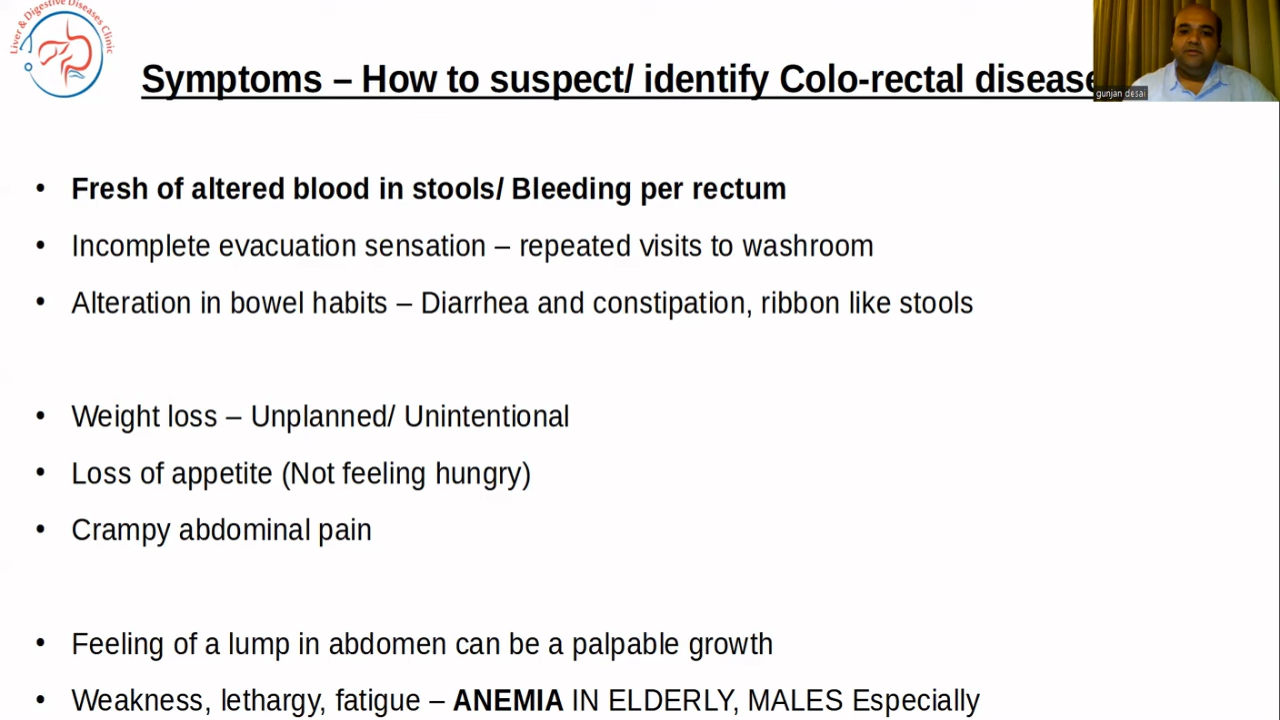 Liver & Digestive Diseases Clinic
Symptoms – How to suspect/ identify Colo-rectal disease
gunjan desai
• Fresh of altered blood in stools/ Bleeding per rectum
• Incomplete evacuation sensation – repeated visits to washroom
• Alteration in bowel habits – Diarrhea and constipation, ribbon like stools
• Weight loss – Unplanned/ Unintentional
• Loss of appetite (Not feeling hungry)
• Crampy abdominal pain
• Feeling of a lump in abdomen can be a palpable growth
• Weakness, lethargy, fatigue – ANEMIA IN ELDERLY, MALES Especially